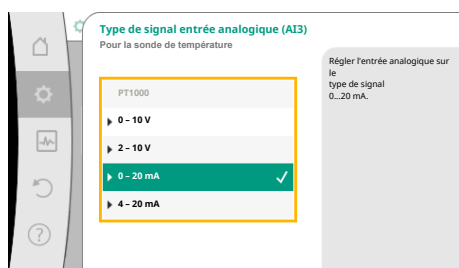 Type de signal entrée analogique (AI3)
Pour la sonde de température
Régler l'entrée analogique sur
le
type de signal
0...20 mA.
PT1000
0 – 10 V
2 – 10 V
0 – 20 mA
4 – 20 mA
?